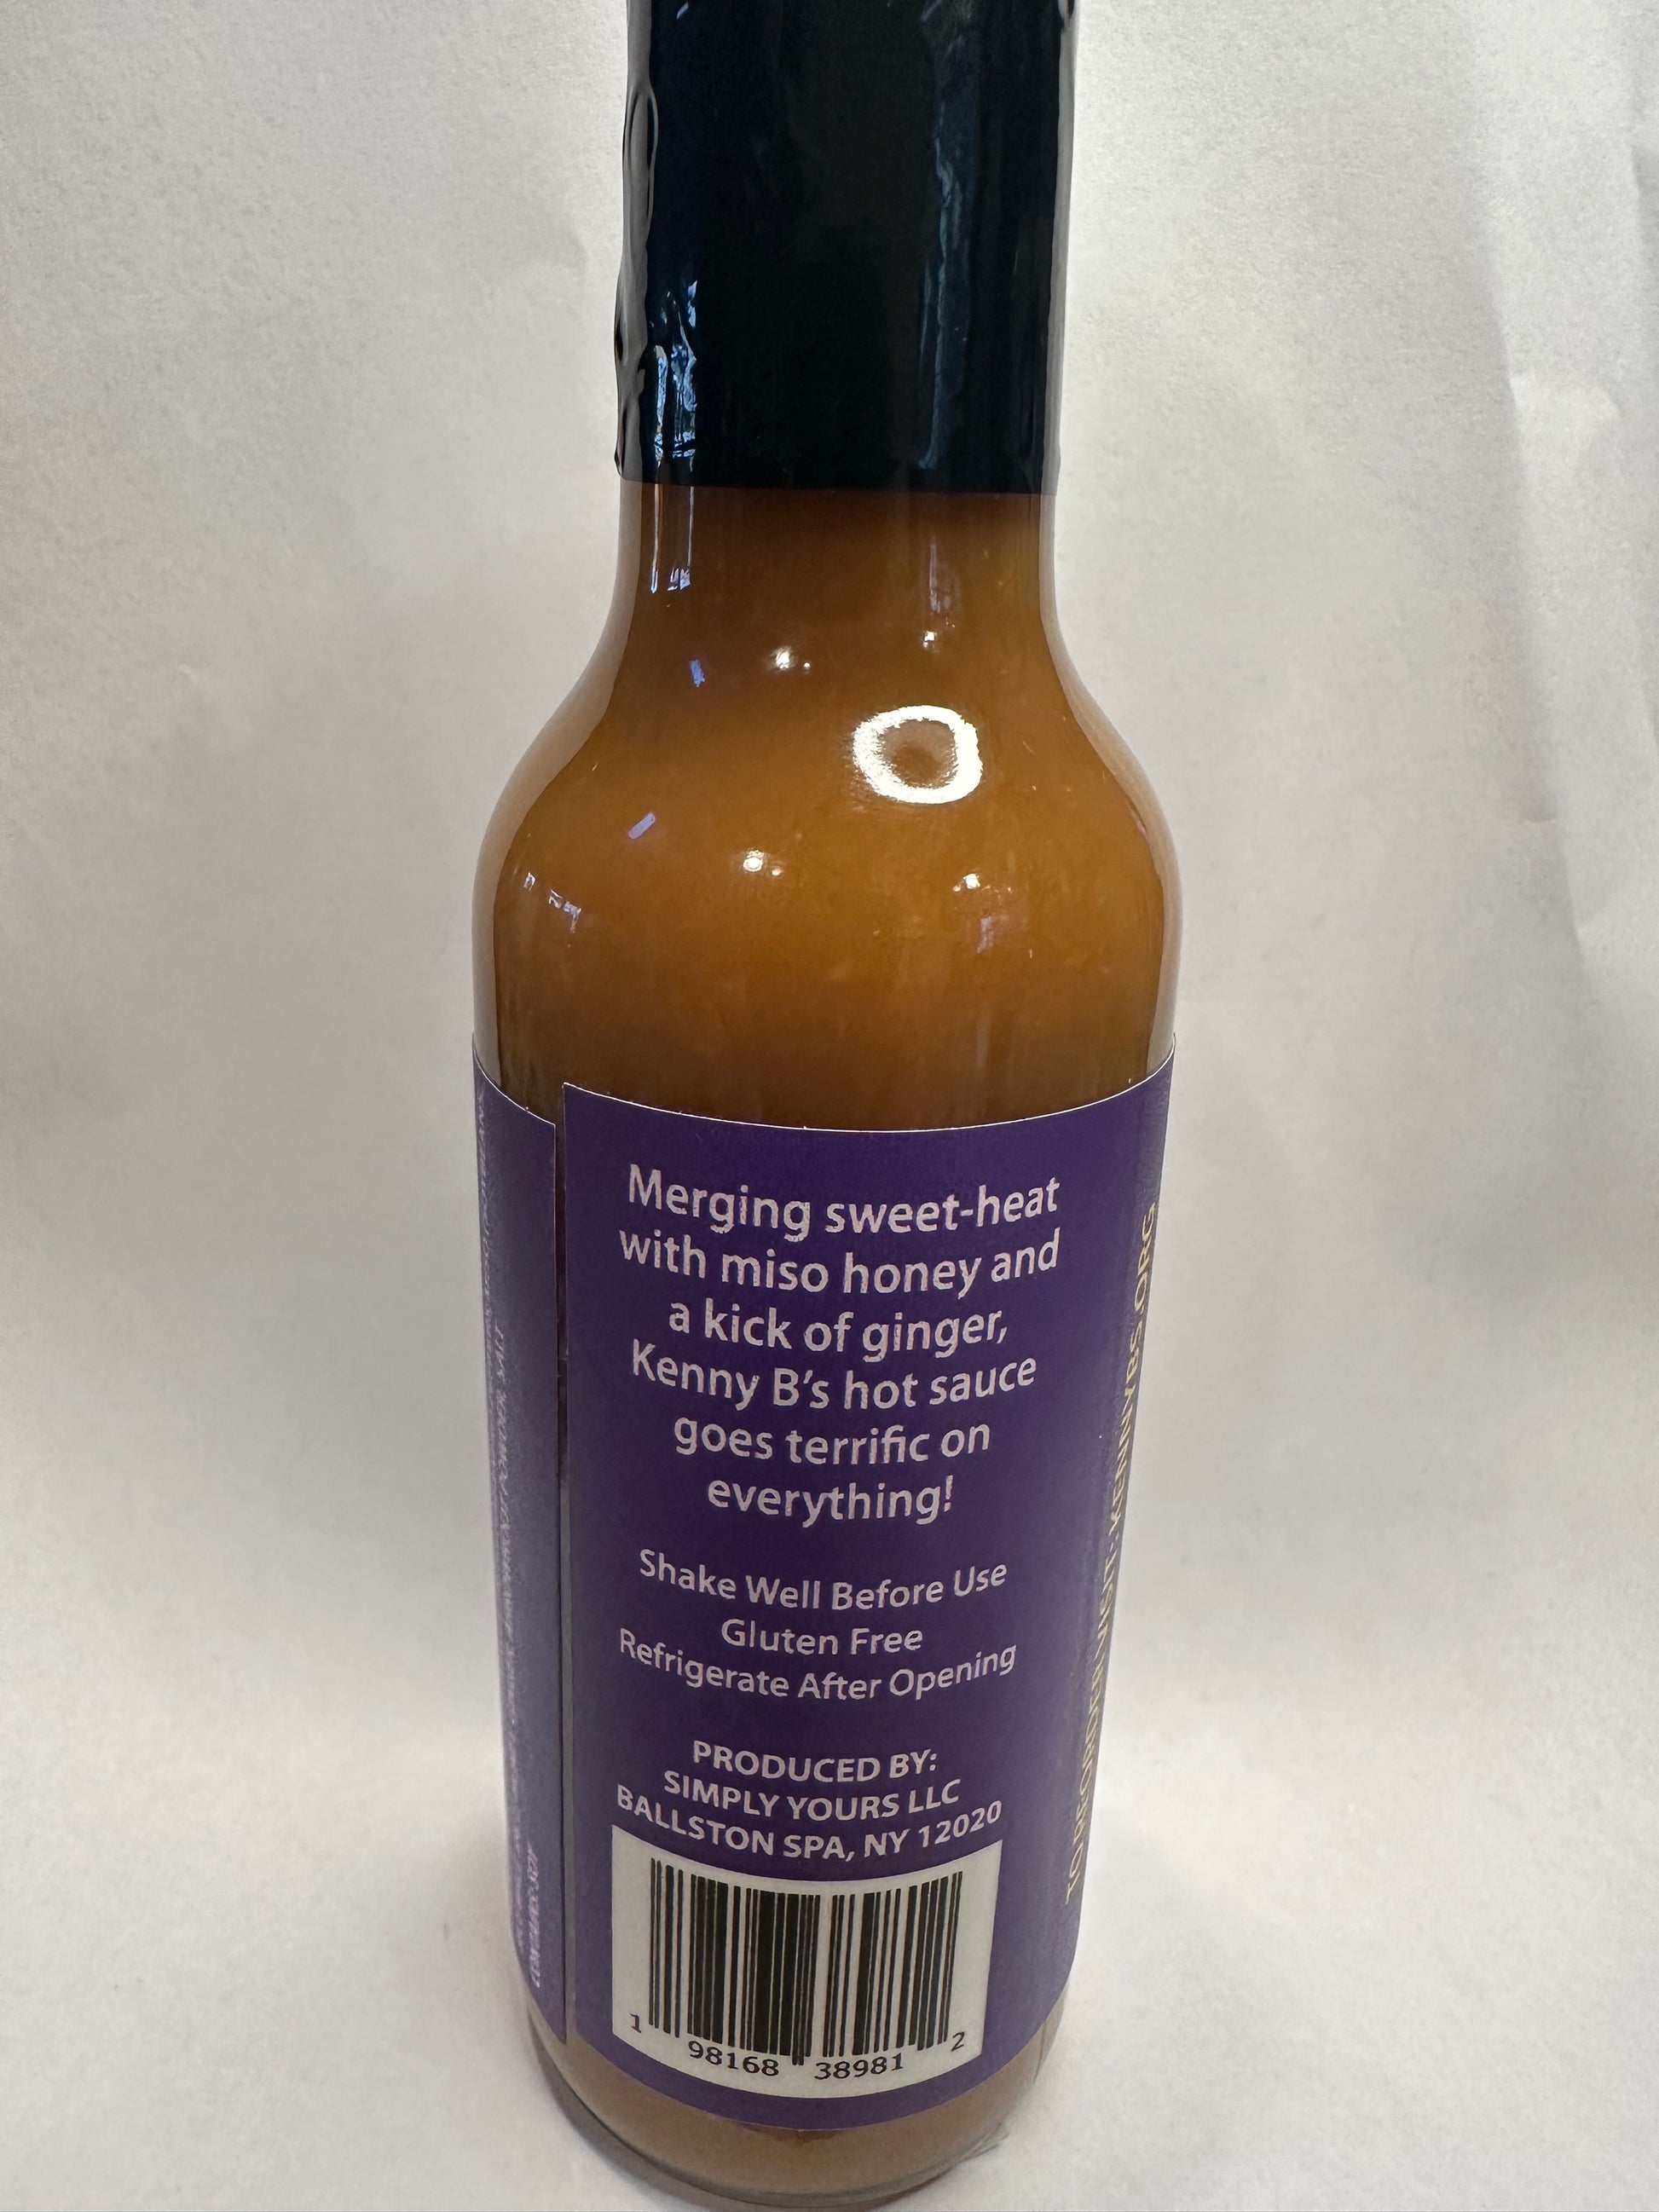 Merging sweet-heat
with miso honey and
a kick of ginger,
Kenny B's hot sauce
goes terrific on
everything!
Shake Well Before Use
Gluten Free
Refrigerate After Opening
PRODUCED BY:
SIMPLY YOURS LLC
BALLSTON SPA, NY 12020
1 98168 38981 2
KENNYBS.ORG